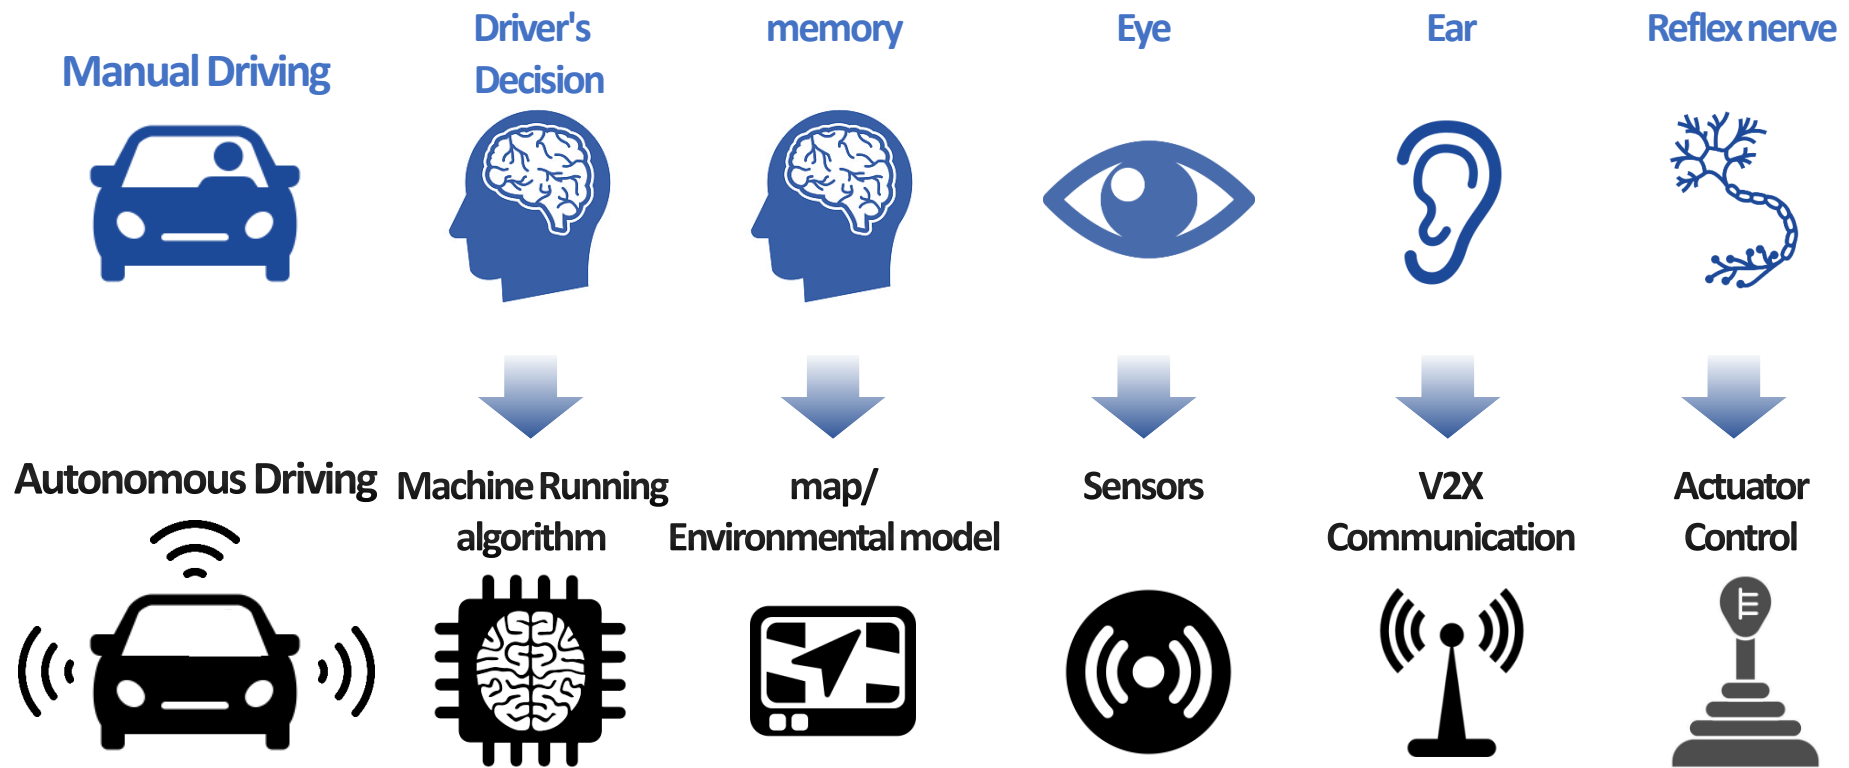 Manual Driving
Driver's
Decision
memory
Eye
Ear
Reflex nerve
Autonomous Driving
Machine Running
algorithm
map/
Environmental model
Sensors
V2X
Communication
Actuator
Control